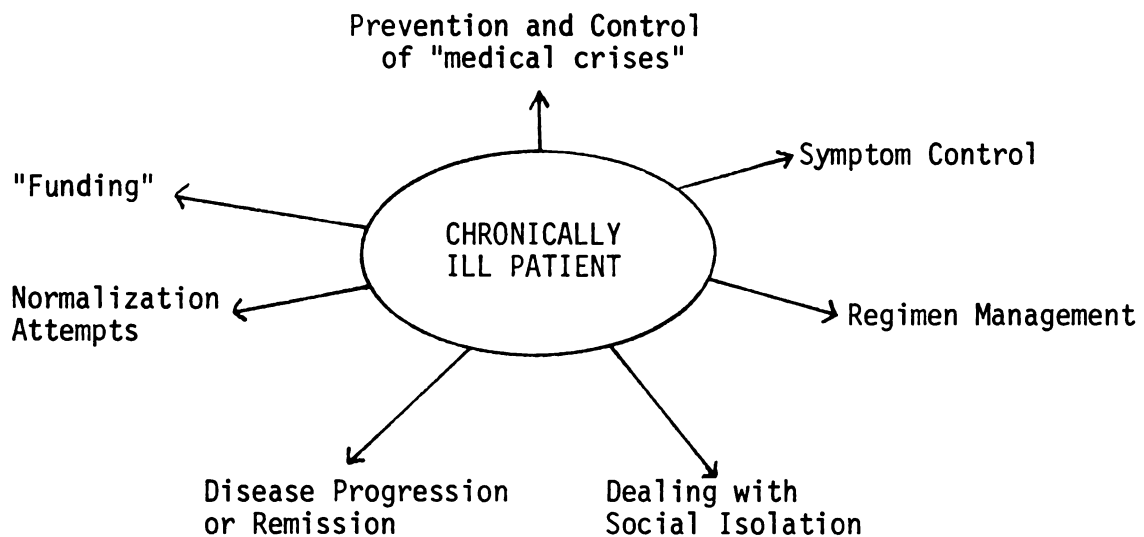 Prevention and Control
of "medical crises"
Symptom Control
"Funding"
CHRONICALLY
ILL PATIENT
Normalization
Attempts
Regimen Management
Disease Progression
or Remission
Dealing with
Social Isolation